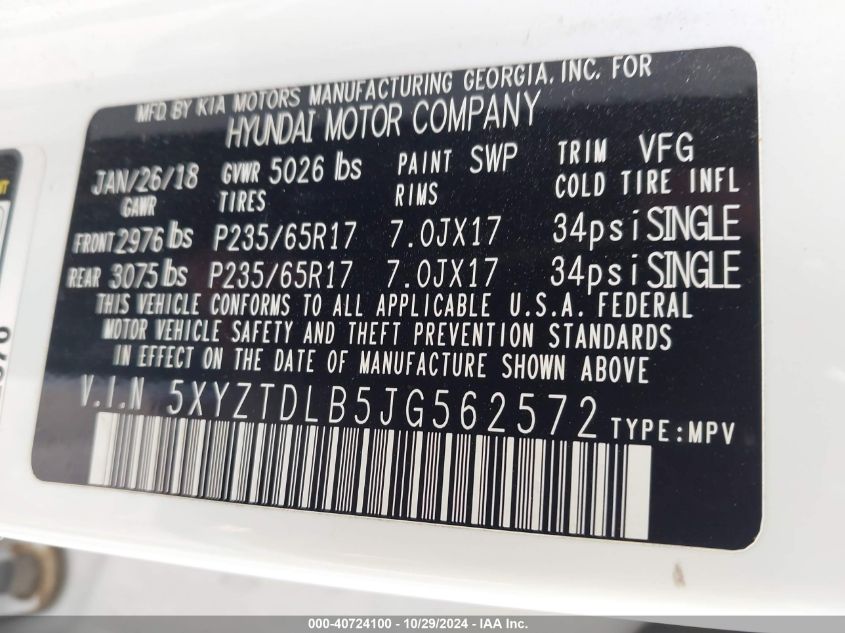 MFD BY KIA MOTORS MANUFACTURING GEORGIA, INC. FOR
HYUNDAI MOTOR COMPANY
JAN/26/18 GVWR 5026 lbs PAINT SWP TRIM VFG
GAWR TIRES RIMS COLD TIRE INFL
FRONT 2976 lbs P235/65R17 7.0JX17 34psi SINGLE
REAR 3075 lbs P235/65R17 7.0JX17 34psi SINGLE
THIS VEHICLE CONFORMS TO ALL APPLICABLE U.S.A. FEDERAL
MOTOR VEHICLE SAFETY AND THEFT PREVENTION STANDARDS
IN EFFECT ON THE DATE OF MANUFACTURE SHOWN ABOVE
V.I.N 5XYZTDLB5JG562572 TYPE:MPV
000-40724100 - 10/29/2024 - IAA Inc.